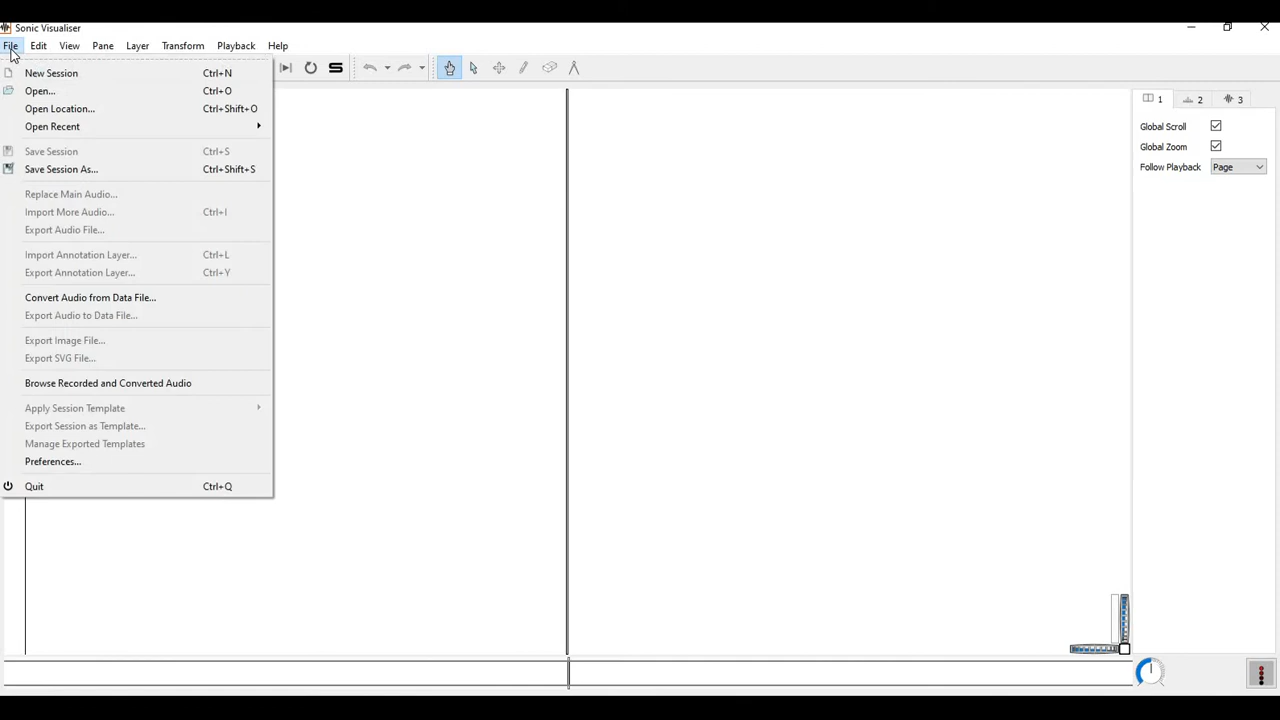 Sonic Visualiser
File Edit View Pane Layer Transform Playback Help
New Session Ctrl+N
Open... Ctrl+O
Open Location... Ctrl+Shift+O
Open Recent
Save Session Ctrl+S
Save Session As... Ctrl+Shift+S
Replace Main Audio...
Import More Audio... Ctrl+I
Export Audio File...
Import Annotation Layer... Ctrl+L
Export Annotation Layer... Ctrl+Y
Convert Audio from Data File...
Export Audio to Data File...
Export Image File...
Export SVG File...
Browse Recorded and Converted Audio
Apply Session Template
Export Session as Template...
Manage Exported Templates
Preferences...
Quit Ctrl+Q
1 2 3
Global Scroll
Global Zoom
Follow Playback Page